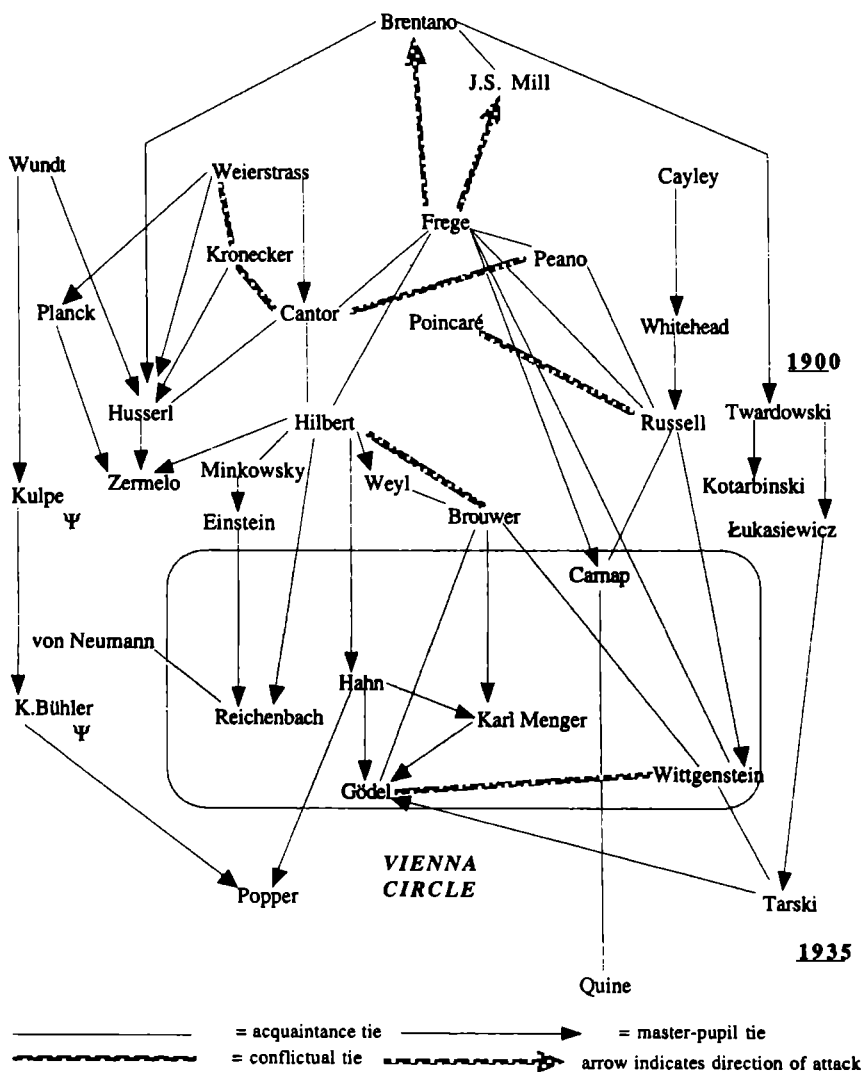 Brentano
J.S. Mill
Wundt
Weierstrass
Cayley
Frege
Kronecker
Peano
Planck
Cantor
Poincaré
Whitehead
1900
Husserl
Hilbert
Russell
Twardowski
Zermelo
Minkowsky
Weyl
Kotarbinski
Kulpe
Ψ
Einstein
Brouwer
Łukasiewicz
Carnap
von Neumann
Hahn
K.Bühler
Ψ
Reichenbach
Karl Menger
Wittgenstein
Gödel
VIENNA
CIRCLE
Popper
Tarski
1935
Quine
= acquaintance tie
= master-pupil tie
= conflictual tie
arrow indicates direction of attack